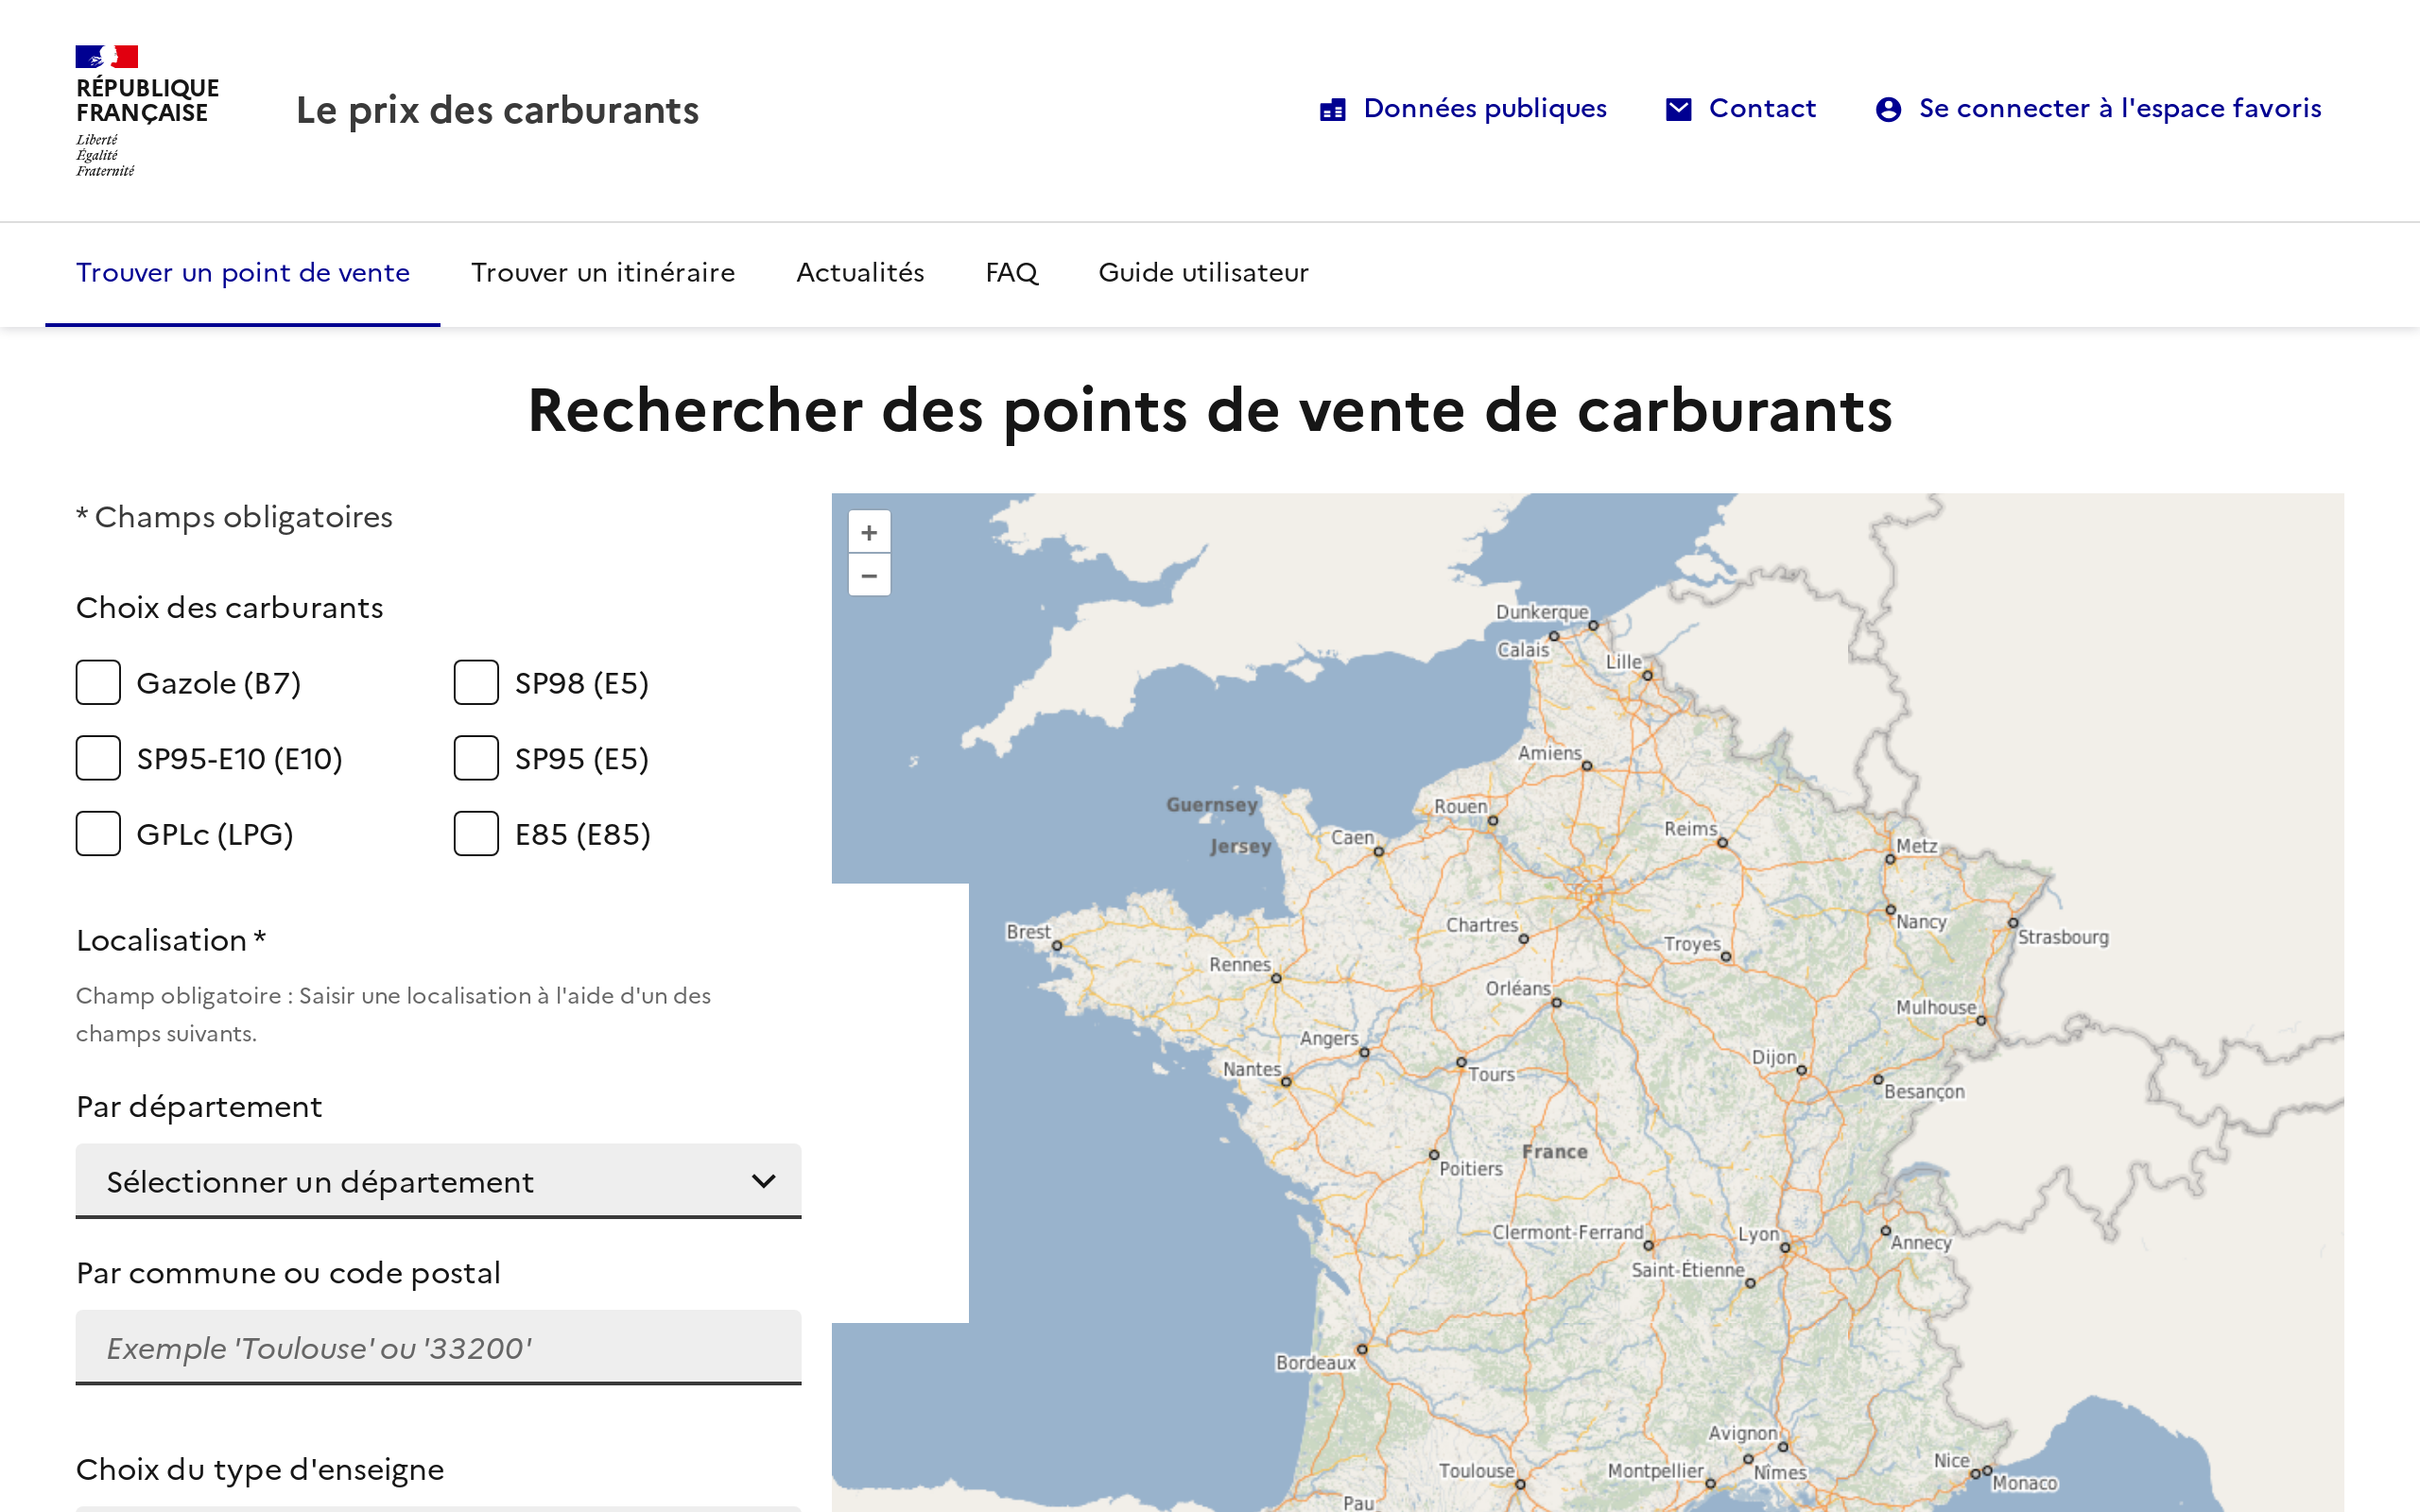 RÉPUBLIQUE
FRANÇAISE
Liberté
Égalité
Fraternité
Le prix des carburants
Données publiques
Contact
Se connecter à l'espace favoris
Trouver un point de vente
Trouver un itinéraire
Actualités
FAQ
Guide utilisateur
Rechercher des points de vente de carburants
* Champs obligatoires
Choix des carburants
Gazole (B7)
SP98 (E5)
SP95-E10 (E10)
SP95 (E5)
GPLc (LPG)
E85 (E85)
Localisation *
Champ obligatoire : Saisir une localisation à l'aide d'un des
champs suivants.
Par département
Sélectionner un département
Par commune ou code postal
Exemple 'Toulouse' ou '33200'
Choix du type d'enseigne
+
−
Dunkerque
Calais
Lille
Amiens
Guernsey
Rouen
Jersey
Caen
Reims
Metz
Brest
Chartres
Nancy
Strasbourg
Troyes
Rennes
Orléans
Mulhouse
Angers
Nantes
Tours
Dijon
Besançon
Poitiers
France
Clermont-Ferrand
Lyon
Annecy
Saint-Étienne
Bordeaux
Avignon
Toulouse
Montpellier
Nîmes
Nice
Monaco
Pau